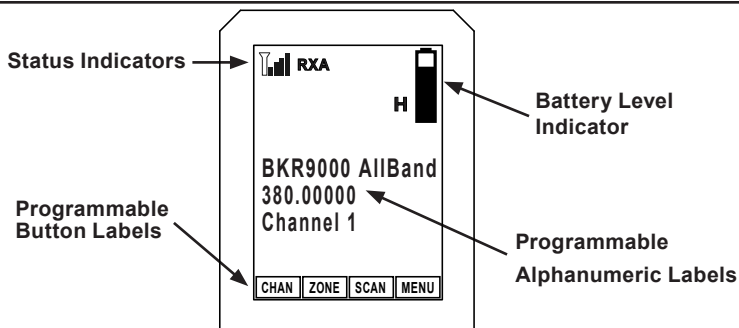 Status Indicators
RXA
H
Battery Level
Indicator
BKR9000 AllBand
380.00000
Channel 1
Programmable
Button Labels
Programmable
Alphanumeric Labels
CHAN ZONE SCAN MENU